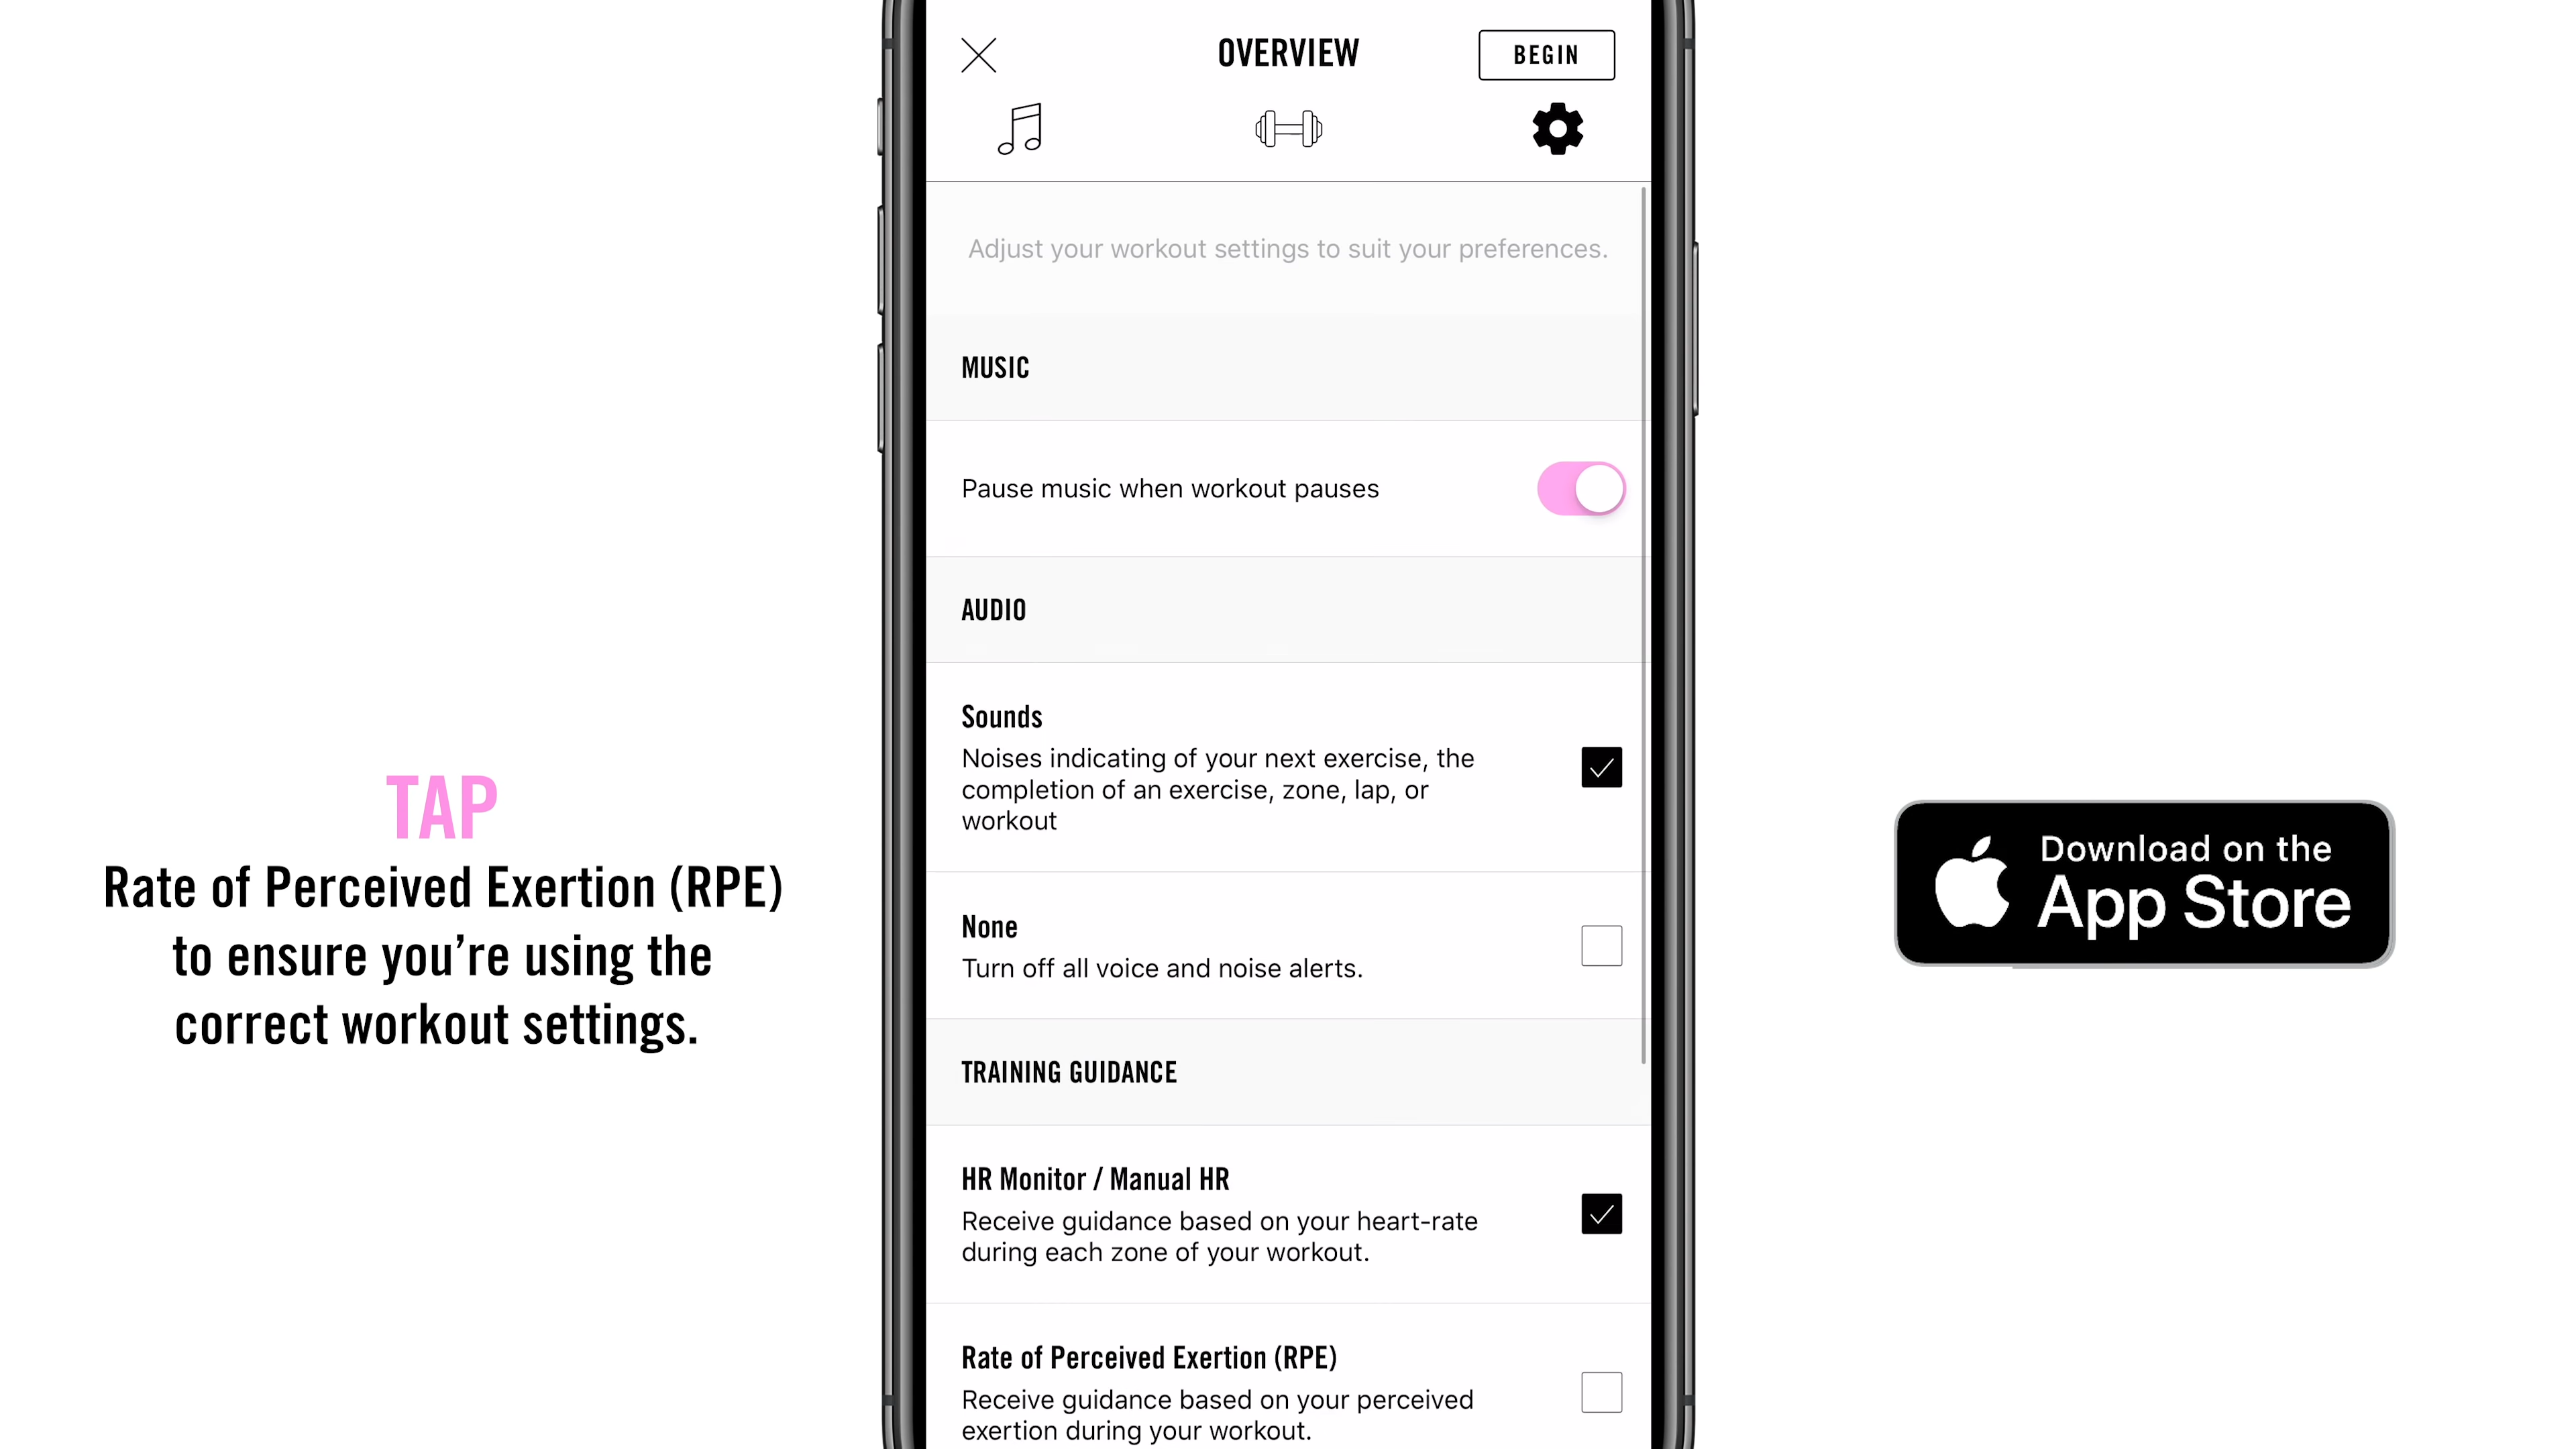 OVERVIEW
BEGIN
Adjust your workout settings to suit your preferences.
MUSIC
Pause music when workout pauses
AUDIO
Sounds
Noises indicating of your next exercise, the
completion of an exercise, zone, lap, or
workout
None
Turn off all voice and noise alerts.
TRAINING GUIDANCE
HR Monitor / Manual HR
Receive guidance based on your heart-rate
during each zone of your workout.
Rate of Perceived Exertion (RPE)
Receive guidance based on your perceived
exertion during your workout.
TAP
Rate of Perceived Exertion (RPE)
to ensure you’re using the
correct workout settings.
Download on the
App Store